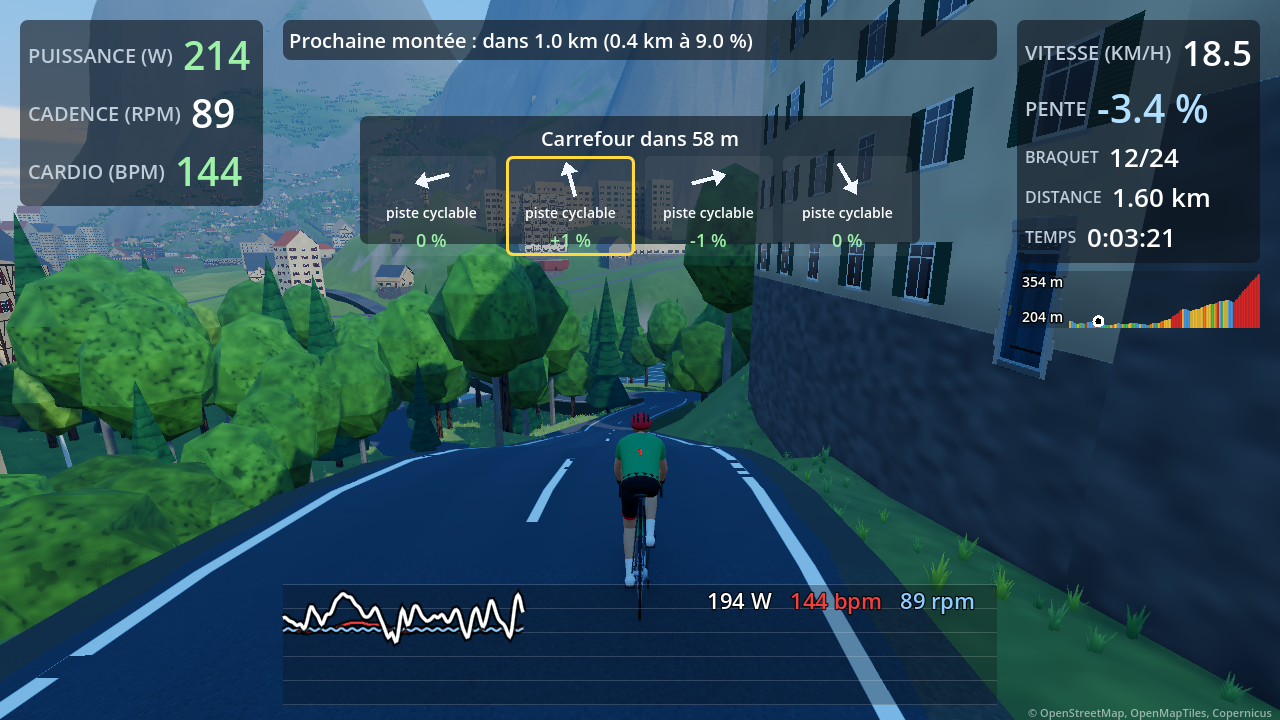 PUISSANCE (W) 214
CADENCE (RPM) 89
CARDIO (BPM) 144
Prochaine montée : dans 1.0 km (0.4 km à 9.0 %)
Carrefour dans 58 m
piste cyclable piste cyclable piste cyclable piste cyclable
0 % +1 % -1 % 0 %
VITESSE (KM/H) 18.5
PENTE -3.4 %
BRAQUET 12/24
DISTANCE 1.60 km
TEMPS 0:03:21
354 m
204 m
1
194 W 144 bpm 89 rpm
© OpenStreetMap, OpenMapTiles, Copernicus